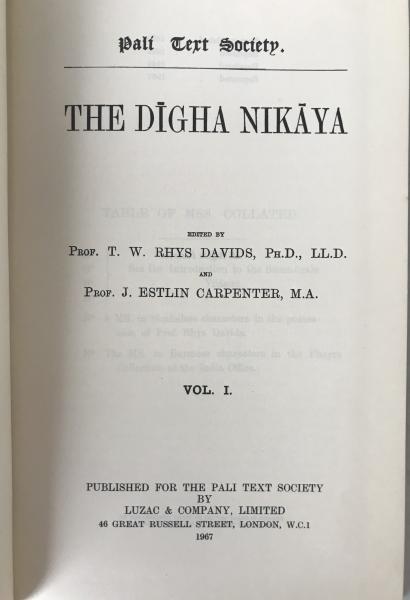 Pali Text Society.
THE DĪGHA NIKĀYA
EDITED BY
PROF. T. W. RHYS DAVIDS, PH.D., LL.D.
AND
PROF. J. ESTLIN CARPENTER, M.A.
VOL. I.
PUBLISHED FOR THE PALI TEXT SOCIETY
BY
LUZAC & COMPANY, LIMITED
46 GREAT RUSSELL STREET, LONDON, W.C.1
1967